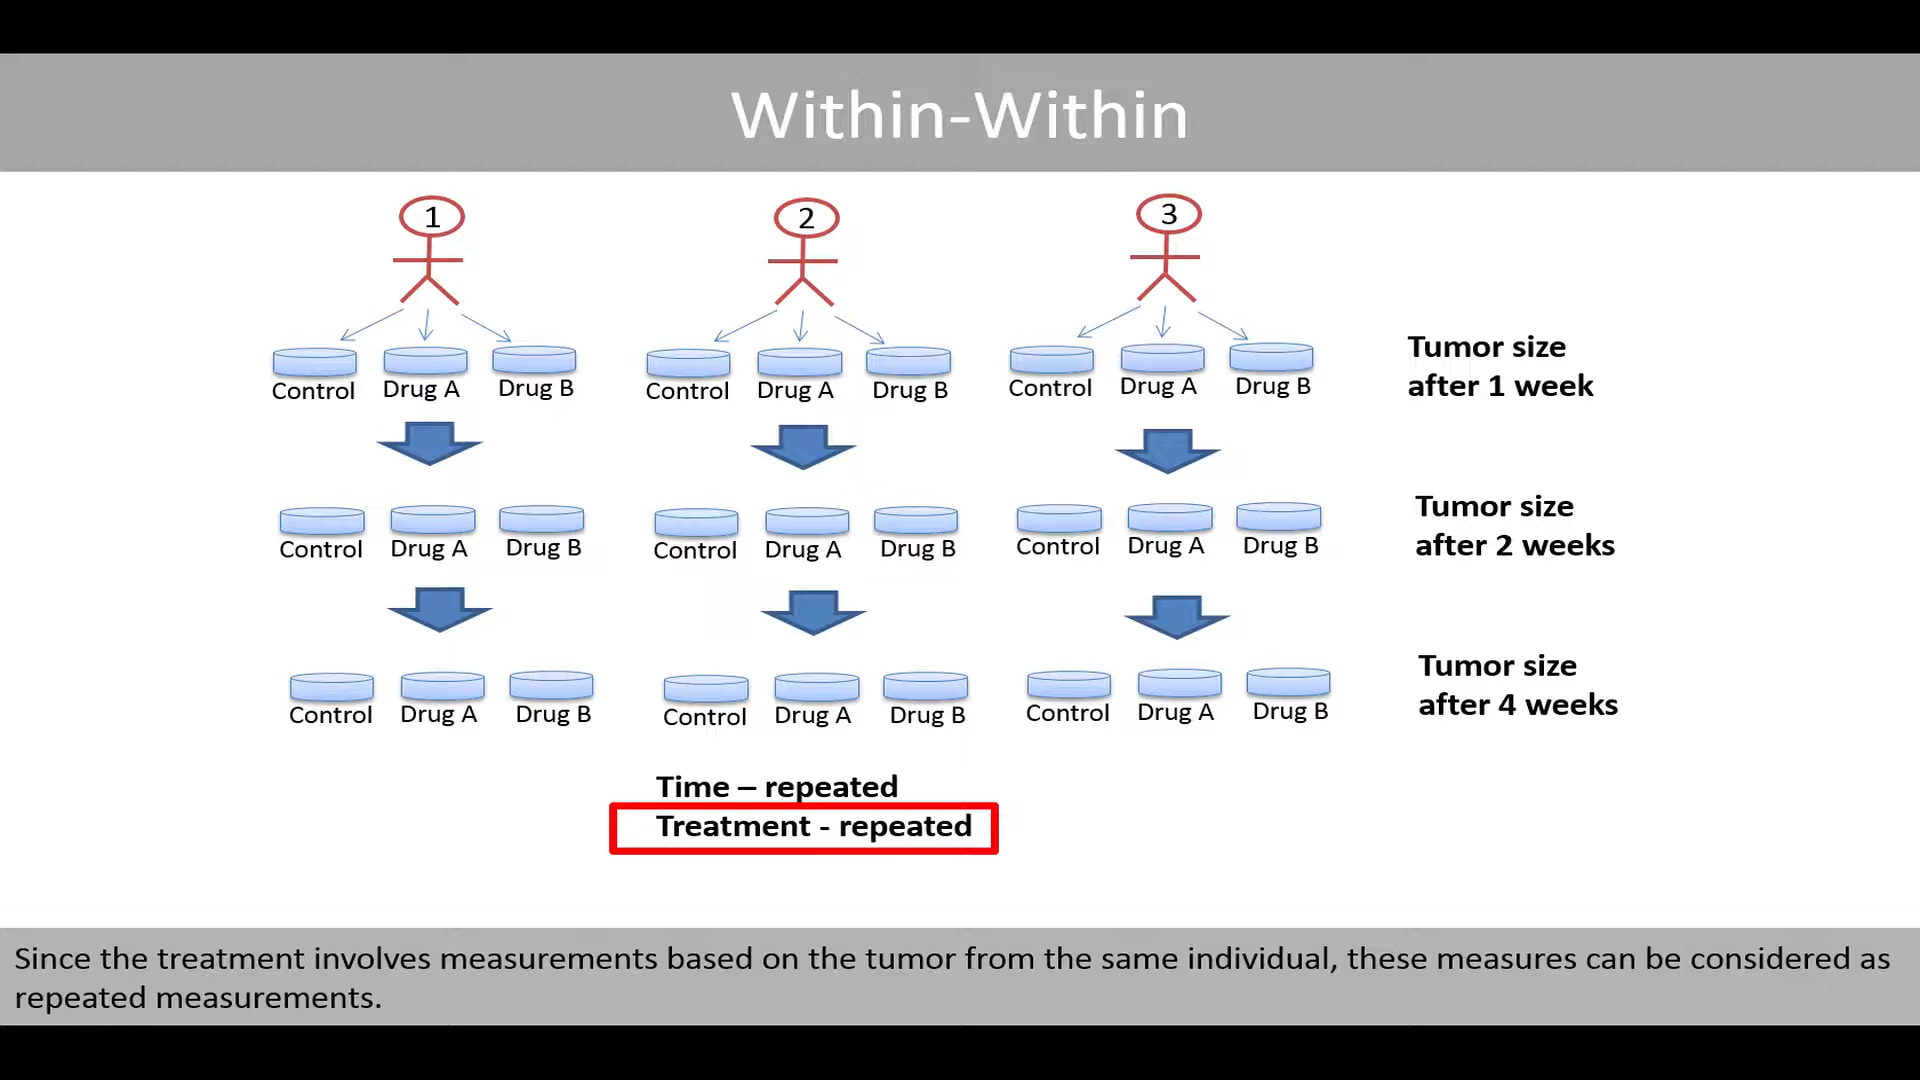 Within-Within
1 2 3
Control Drug A Drug B Control Drug A Drug B Control Drug A Drug B
Tumor size
after 1 week
Control Drug A Drug B Control Drug A Drug B Control Drug A Drug B
Tumor size
after 2 weeks
Control Drug A Drug B Control Drug A Drug B Control Drug A Drug B
Tumor size
after 4 weeks
Time – repeated
Treatment - repeated
Since the treatment involves measurements based on the tumor from the same individual, these measures can be considered as
repeated measurements.